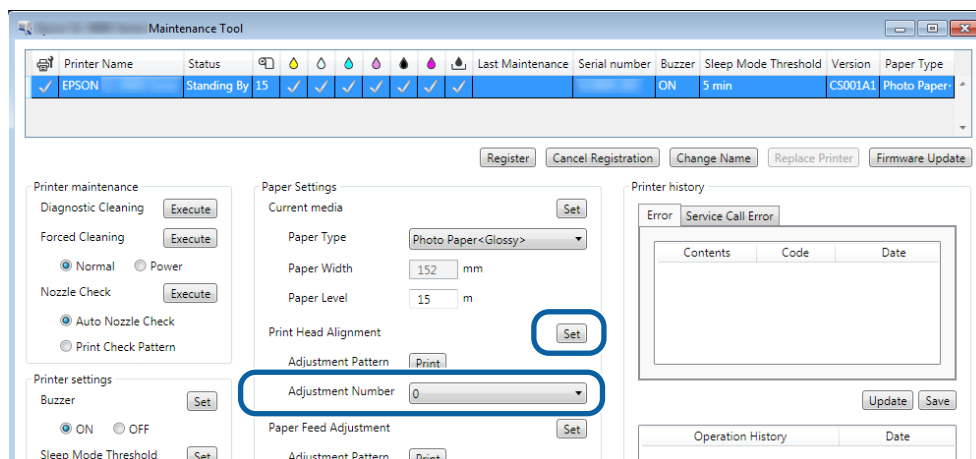 Maintenance Tool
Printer Name Status Last Maintenance Serial number Buzzer Sleep Mode Threshold Version Paper Type
EPSON Standing By 15 ON 5 min CS001A1 Photo Paper
Register Cancel Registration Change Name Replace Printer Firmware Update
Printer maintenance
Diagnostic Cleaning Execute
Forced Cleaning Execute
Normal Power
Nozzle Check Execute
Auto Nozzle Check
Print Check Pattern
Printer settings
Buzzer Set
ON OFF
Sleep Mode Threshold Set
Paper Settings
Current media Set
Paper Type Photo Paper<Glossy>
Paper Width 152 mm
Paper Level 15 m
Print Head Alignment Set
Adjustment Pattern Print
Adjustment Number 0
Paper Feed Adjustment Set
Adjustment Pattern Print
Printer history
Error Service Call Error
Contents Code Date
Update Save
Operation History Date